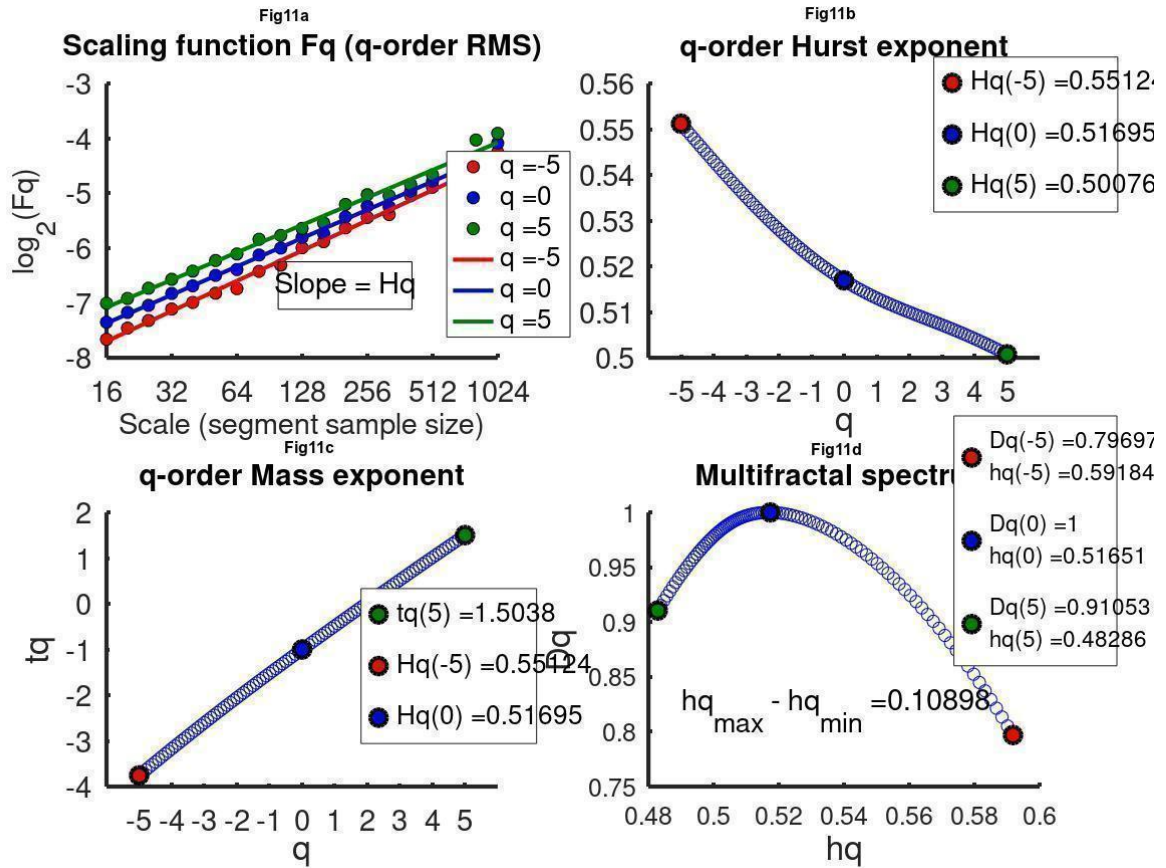 Fig11a
Scaling function Fq (q-order RMS)
-3
-4
-5
-6
-7
-8
log2(Fq)
16 32 64 128 256 512 1024
Scale (segment sample size)
q =-5
q =0
q =5
q =-5
q =0
q =5
Slope = Hq
Fig11b
q-order Hurst exponent
0.56
0.55
0.54
0.53
0.52
0.51
0.5
-5 -4 -3 -2 -1 0 1 2 3 4 5
q
Hq(-5) =0.55124
Hq(0) =0.51695
Hq(5) =0.50076
Fig11c
q-order Mass exponent
2
1
0
-1
-2
-3
-4
tq
-5 -4 -3 -2 -1 0 1 2 3 4 5
q
tq(5) =1.5038
Hq(-5) =0.55124
Hq(0) =0.51695
Fig11d
Multifractal spectru
1
0.95
0.9
0.85
0.8
0.75
Dq
0.48 0.5 0.52 0.54 0.56 0.58 0.6
hq
Dq(-5) =0.79697
hq(-5) =0.59184
Dq(0) =1
hq(0) =0.51651
Dq(5) =0.91053
hq(5) =0.48286
hqmax - hqmin =0.10898